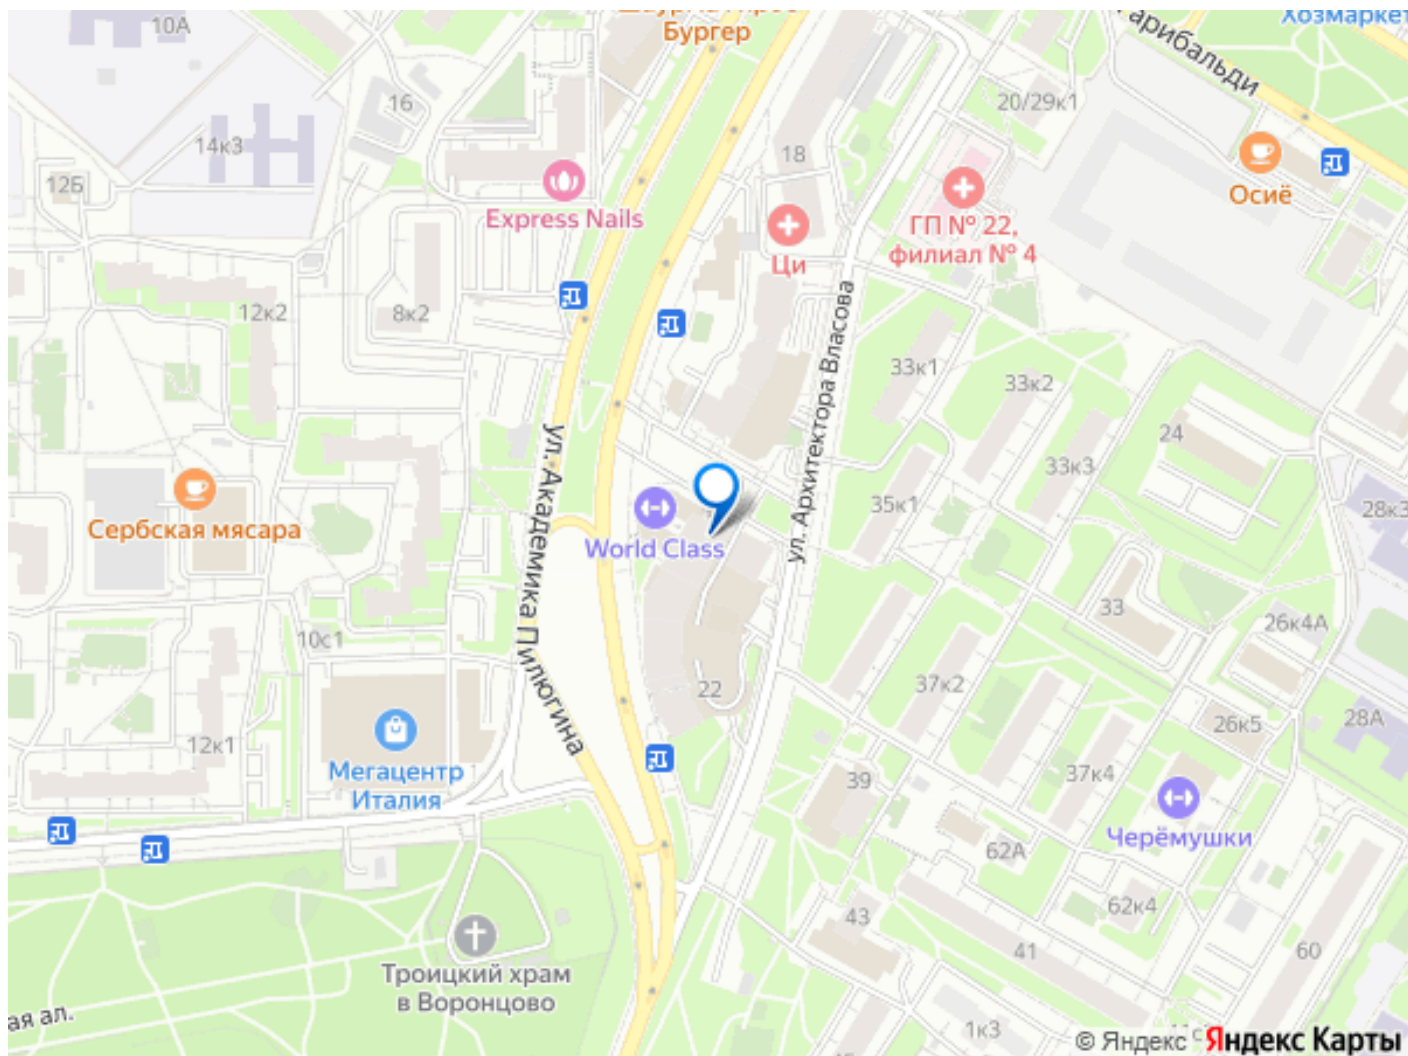 Бургер
Хозмаркет
Гарибальди
10А
16
20/29к1
14к3
18
12Б
Осиё
Express Nails
ГП № 22,
филиал № 4
Ци
12к2
8к2
ул. Архитектора Власова
33к1
33к2
24
33к3
ул. Академика Пилюгина
Сербская мясара
World Class
35к1
28к3
33
26к4А
10с1
37к2
22
28А
26к5
12к1
Мегацентр
Италия
39
37к4
Черёмушки
62А
62к4
43
41
60
Троицкий храм
в Воронцово
ая ал.
1к3
© Яндекс Яндекс Карты